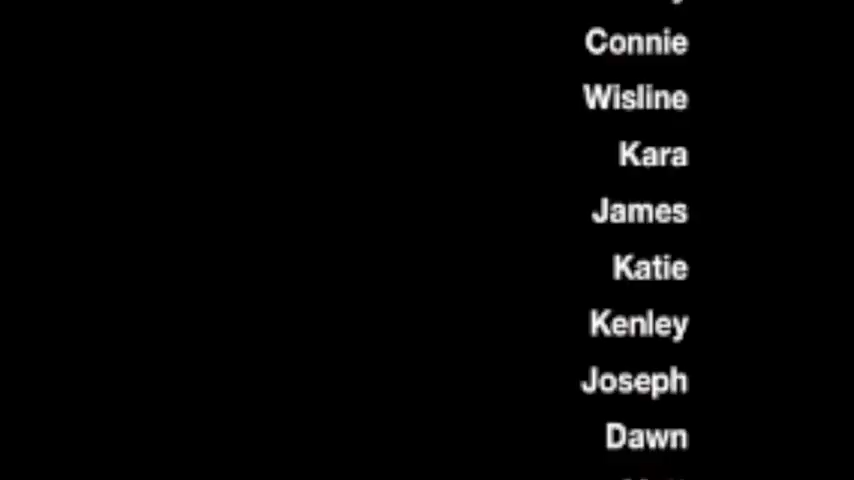 Connie
Wisline
Kara
James
Katie
Kenley
Joseph
Dawn